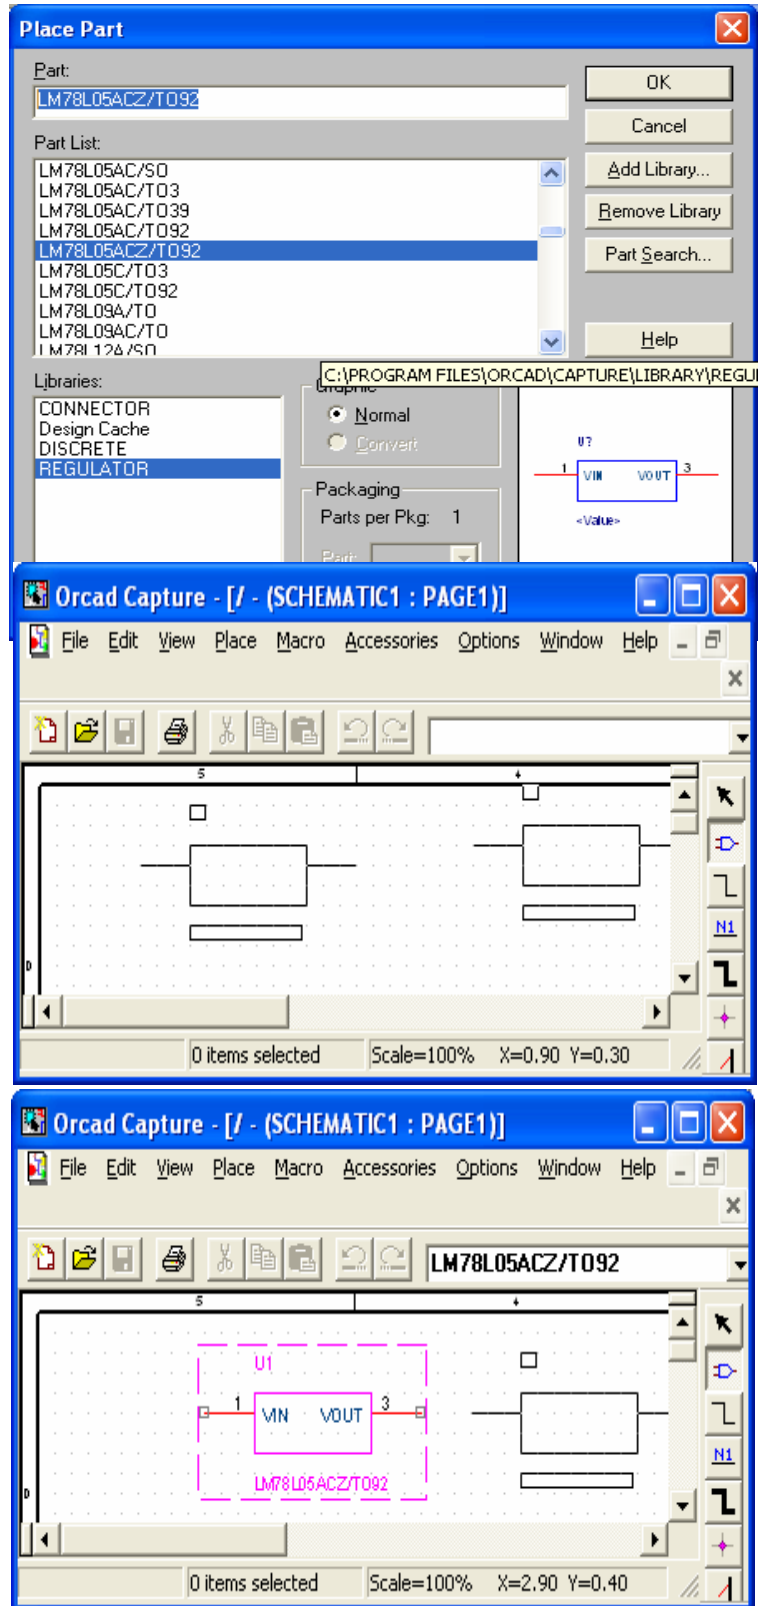 Place Part
Part:
LM78L05ACZ/TO92
OK
Cancel
Part List:
LM78L05AC/SO
LM78L05AC/TO3
LM78L05AC/TO39
LM78L05AC/TO92
LM78L05ACZ/TO92
LM78L05C/TO3
LM78L05C/TO92
LM78L09A/TO
LM78L09AC/TO
LM78L12A/SO
Add Library...
Remove Library
Part Search...
Help
C:\PROGRAM FILES\ORCAD\CAPTURE\LIBRARY\REGU
Libraries:
CONNECTOR
Design Cache
DISCRETE
REGULATOR
Graphic
Normal
Convert
Packaging
Parts per Pkg: 1
Part:
U?
1 VIN VOUT 3
<Value>
Orcad Capture - [/ - (SCHEMATIC1 : PAGE1)]
File Edit View Place Macro Accessories Options Window Help
5 4
N1
D
0 items selected Scale=100% X=0.90 Y=0.30
Orcad Capture - [/ - (SCHEMATIC1 : PAGE1)]
File Edit View Place Macro Accessories Options Window Help
LM78L05ACZ/TO92
5 4
U1
1 VIN VOUT 3
LM78L05ACZ/TO92
N1
D
0 items selected Scale=100% X=2.90 Y=0.40